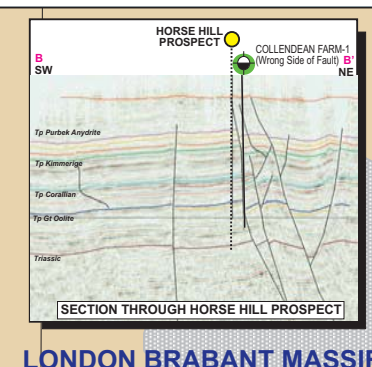 HORSE HILL
PROSPECT
COLLENDEAN FARM-1
(Wrong Side of Fault)
B
SW
B'
NE
Tp Purbek Anydrite
Tp Kimmerige
Tp Corallian
Tp Gt Oolite
Triassic
SECTION THROUGH HORSE HILL PROSPECT
LONDON BRABANT MASSIF